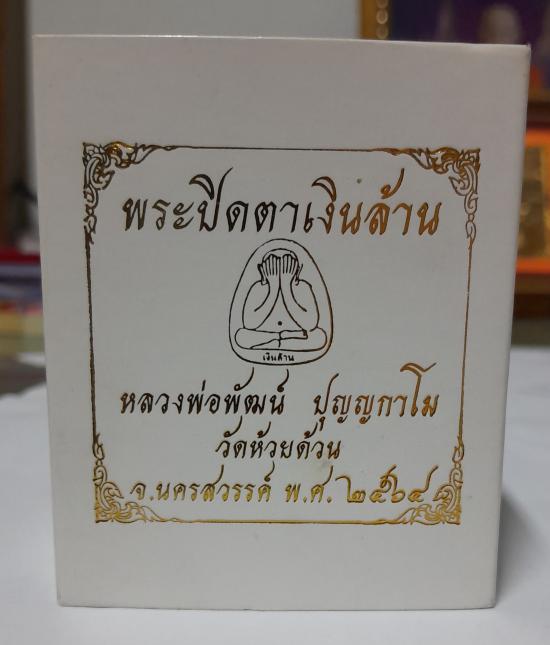 พระปิดตาเงินล้าน
เงินล้าน
หลวงพ่อพัฒน์ ปุญญกาโม
วัดห้วยด้วน
จ.นครสวรรค์ พ.ศ. ๒๕๖๔